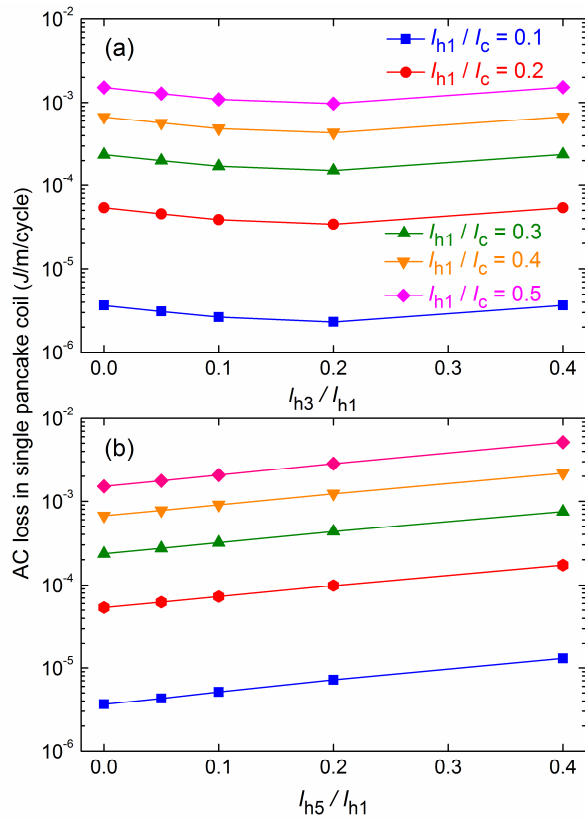 AC loss in single pancake coil (J/m/cycle)
10⁻²
10⁻³
10⁻⁴
10⁻⁵
10⁻⁶
(a)
I_h1 / I_c = 0.1
I_h1 / I_c = 0.2
I_h1 / I_c = 0.3
I_h1 / I_c = 0.4
I_h1 / I_c = 0.5
0.0 0.1 0.2 0.3 0.4
I_h3 / I_h1
10⁻²
10⁻³
10⁻⁴
10⁻⁵
10⁻⁶
(b)
0.0 0.1 0.2 0.3 0.4
I_h5 / I_h1